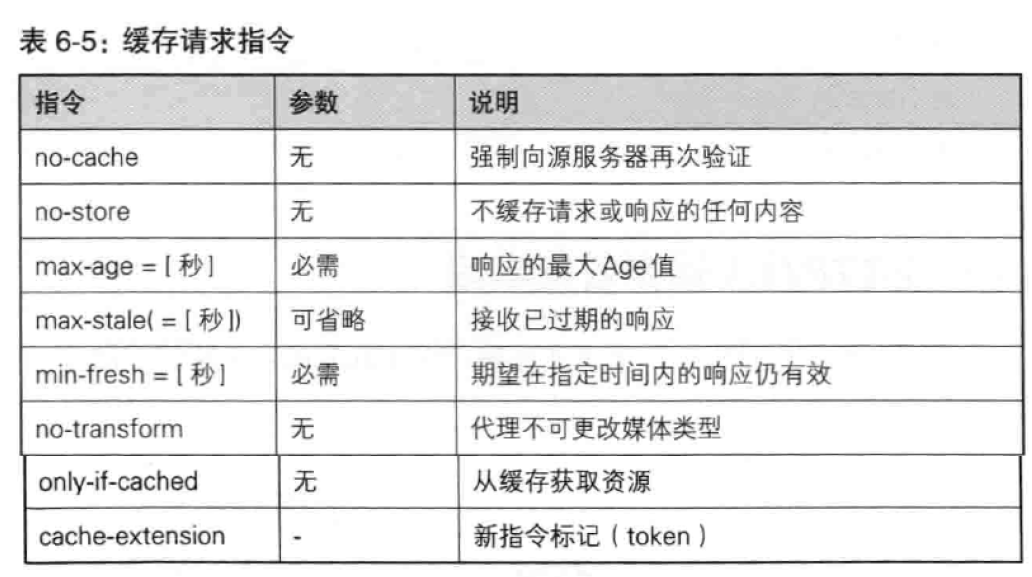 表 6-5：缓存请求指令
指令 参数 说明
no-cache 无 强制向源服务器再次验证
no-store 无 不缓存请求或响应的任何内容
max-age = [ 秒] 必需 响应的最大Age值
max-stale( = [ 秒]) 可省略 接收已过期的响应
min-fresh = [ 秒] 必需 期望在指定时间内的响应仍有效
no-transform 无 代理不可更改媒体类型
only-if-cached 无 从缓存获取资源
cache-extension - 新指令标记（token）